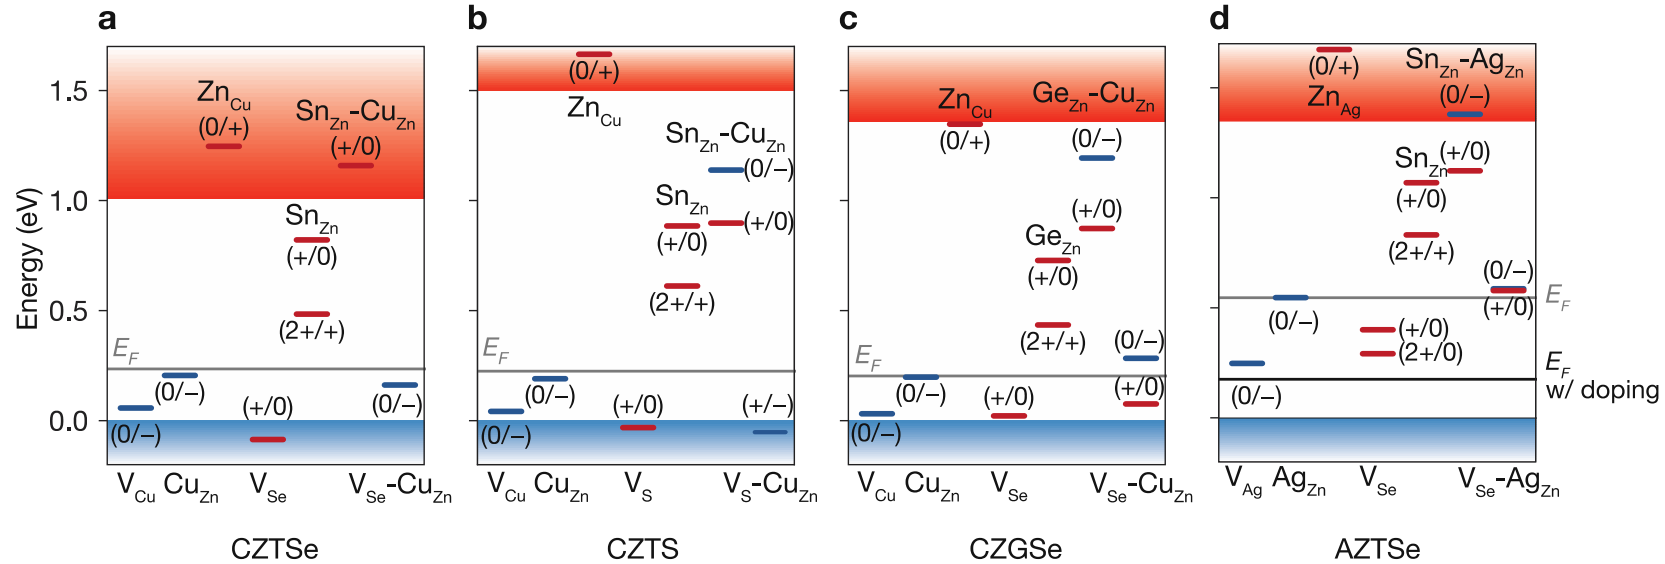 a
b
c
d
Energy (eV)
1.5
1.0
0.5
0.0
Zn_Cu
(0/+)
Sn_Zn-Cu_Zn
(+/0)
Sn_Zn
(+/0)
(2+/+)
E_F
(0/−)
(+/0)
(0/−)
(0/−)
V_Cu Cu_Zn V_Se V_Se-Cu_Zn
CZTSe
(0/+)
Zn_Cu
Sn_Zn-Cu_Zn
(0/−)
Sn_Zn
(+/0)
(+/0)
(2+/+)
E_F
(0/−)
(+/0)
(+/−)
(0/−)
V_Cu Cu_Zn V_S V_S-Cu_Zn
CZTS
Zn_Cu
(0/+)
Ge_Zn-Cu_Zn
(0/−)
(+/0)
Ge_Zn
(+/0)
(2+/+)
(0/−)
E_F
(0/−)
(+/0)
(+/0)
(0/−)
V_Cu Cu_Zn V_Se V_Se-Cu_Zn
CZGSe
(0/+)
Zn_Ag
Sn_Zn-Ag_Zn
(0/−)
(+/0)
Sn_Zn
(+/0)
(2+/+)
(0/−)
(+/0)
E_F
(0/−)
(+/0)
(2+/0)
E_F
w/ doping
(0/−)
V_Ag Ag_Zn V_Se V_Se-Ag_Zn
AZTSe